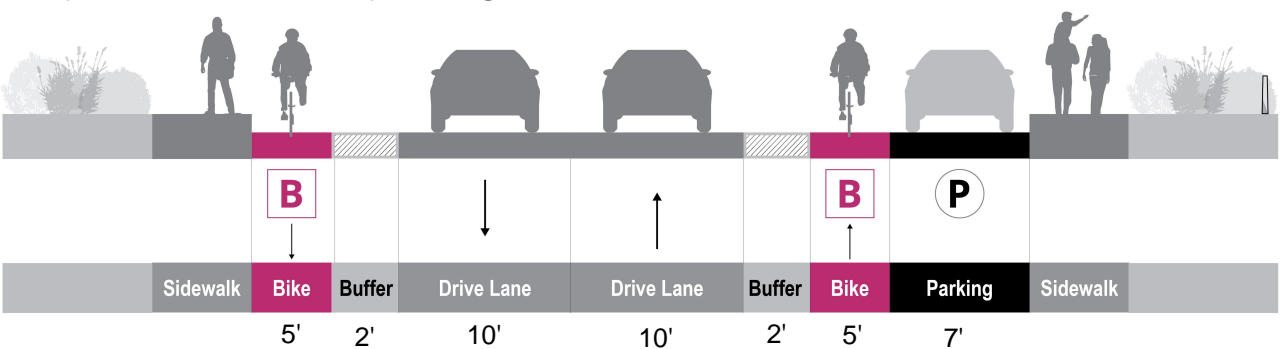 B
B
P
Sidewalk
Bike
Buffer
Drive Lane
Drive Lane
Buffer
Bike
Parking
Sidewalk
5'
2'
10'
10'
2'
5'
7'